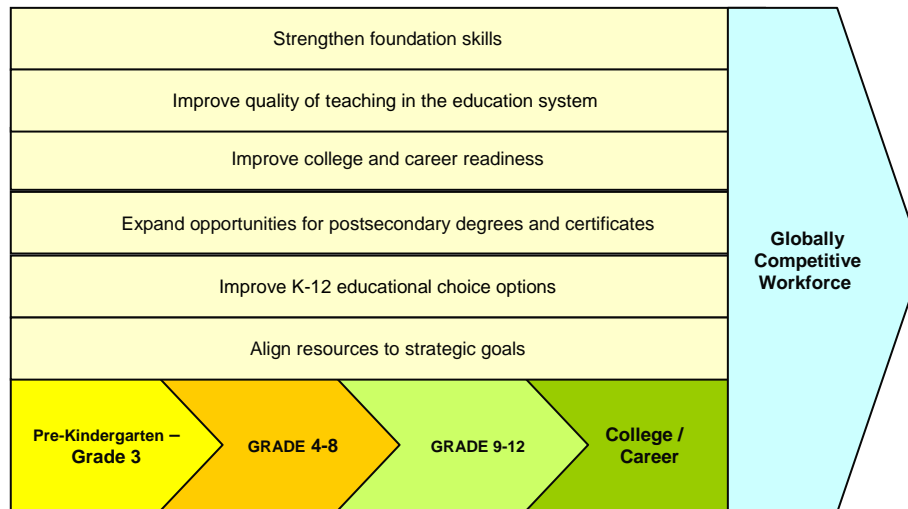 Strengthen foundation skills
Improve quality of teaching in the education system
Improve college and career readiness
Expand opportunities for postsecondary degrees and certificates
Improve K-12 educational choice options
Align resources to strategic goals
Globally
Competitive
Workforce
Pre-Kindergarten –
Grade 3
GRADE 4-8
GRADE 9-12
College /
Career